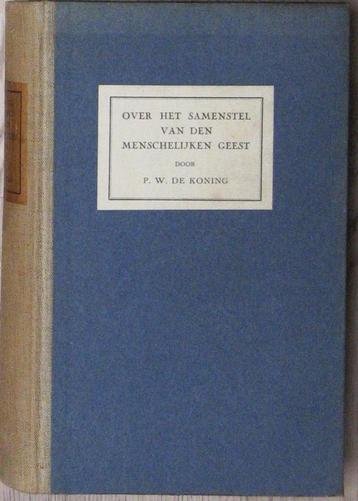 OVER HET SAMENSTEL
VAN DEN
MENSCHELIJKEN GEEST
DOOR
P. W. DE KONING